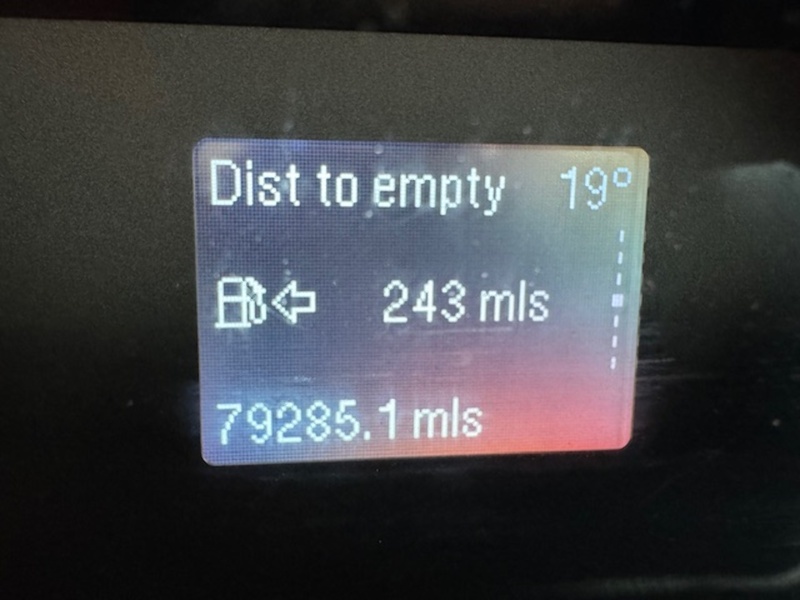 Dist to empty 19°
243 mls
79285.1 mls